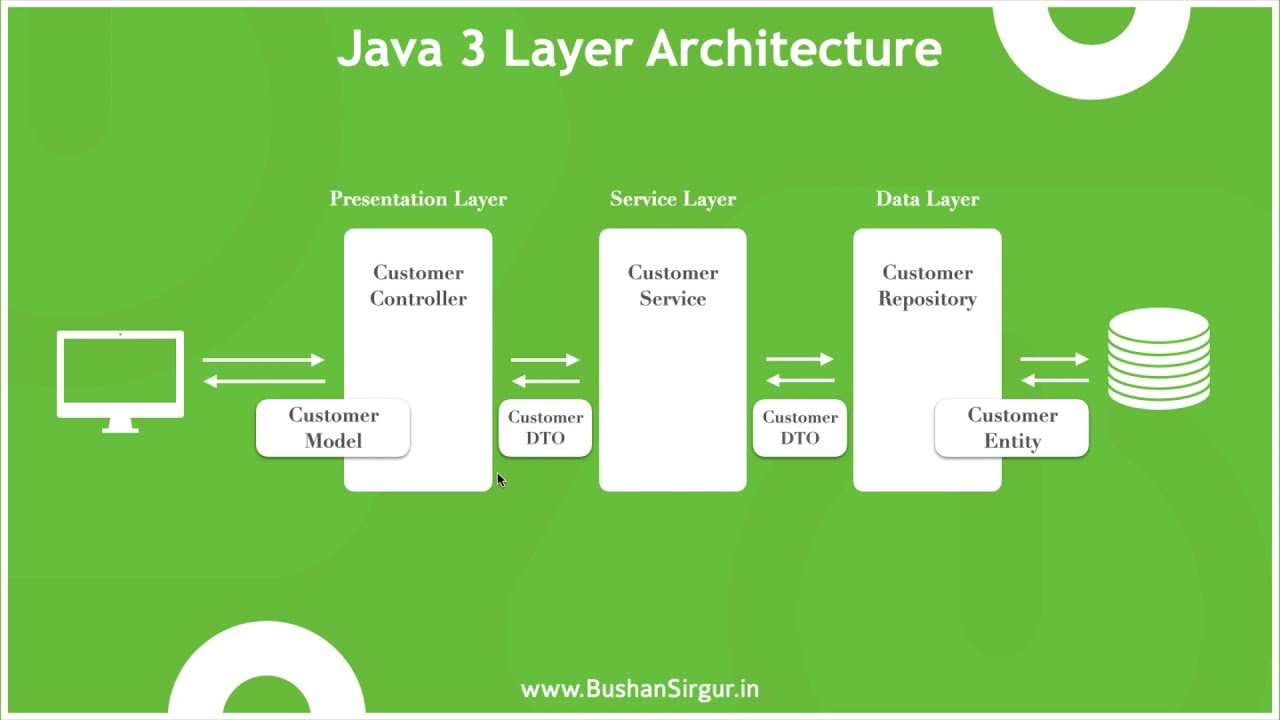 Java 3 Layer Architecture
Presentation Layer
Service Layer
Data Layer
Customer
Controller
Customer
Service
Customer
Repository
Customer
Model
Customer
DTO
Customer
DTO
Customer
Entity
www.BushanSirgur.in